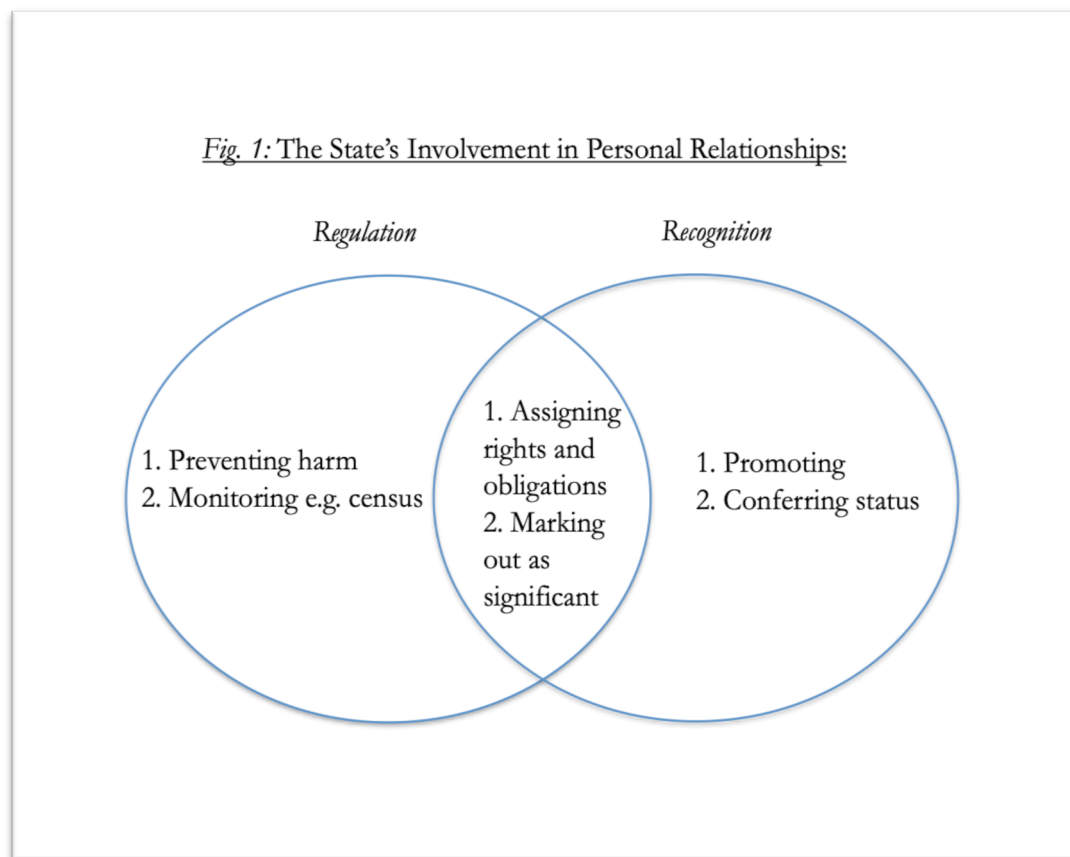 Fig. 1: The State’s Involvement in Personal Relationships:
Regulation
Recognition
1. Preventing harm
2. Monitoring e.g. census
1. Assigning
rights and
obligations
2. Marking
out as
significant
1. Promoting
2. Conferring status